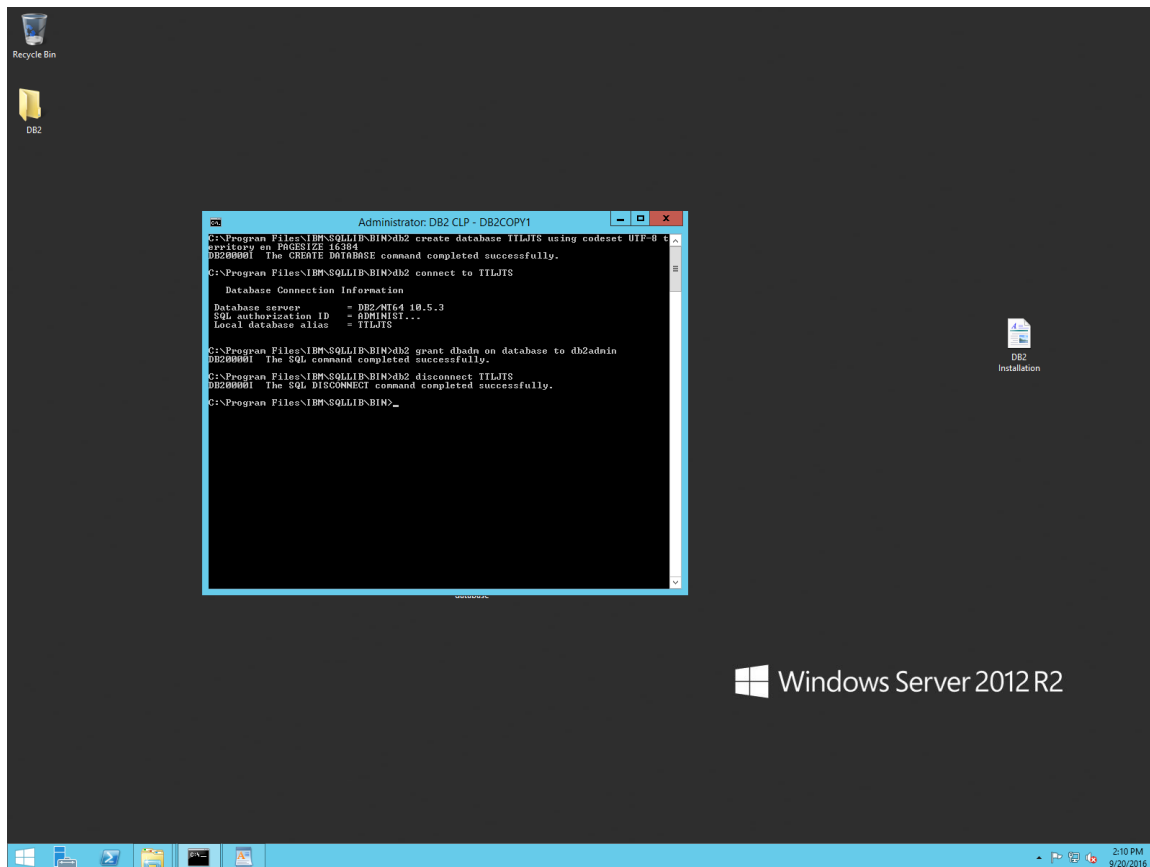 Recycle Bin
DB2
Administrator: DB2 CLP - DB2COPY1
C:\Program Files\IBM\SQLLIB\BIN>db2 create database TTLJTS using codeset UTF-8 t
erritory en PAGESIZE 16384
DB20000I  The CREATE DATABASE command completed successfully.
C:\Program Files\IBM\SQLLIB\BIN>db2 connect to TTLJTS
Database Connection Information
Database server = DB2/NT64 10.5.3
SQL authorization ID = ADMINIST...
Local database alias = TTLJTS
C:\Program Files\IBM\SQLLIB\BIN>db2 grant dbadm on database to db2admin
DB20000I  The SQL command completed successfully.
C:\Program Files\IBM\SQLLIB\BIN>db2 disconnect TTLJTS
DB20000I  The SQL DISCONNECT command completed successfully.
C:\Program Files\IBM\SQLLIB\BIN>_
database
DB2
Installation
Windows Server 2012 R2
2:10 PM
9/20/2016